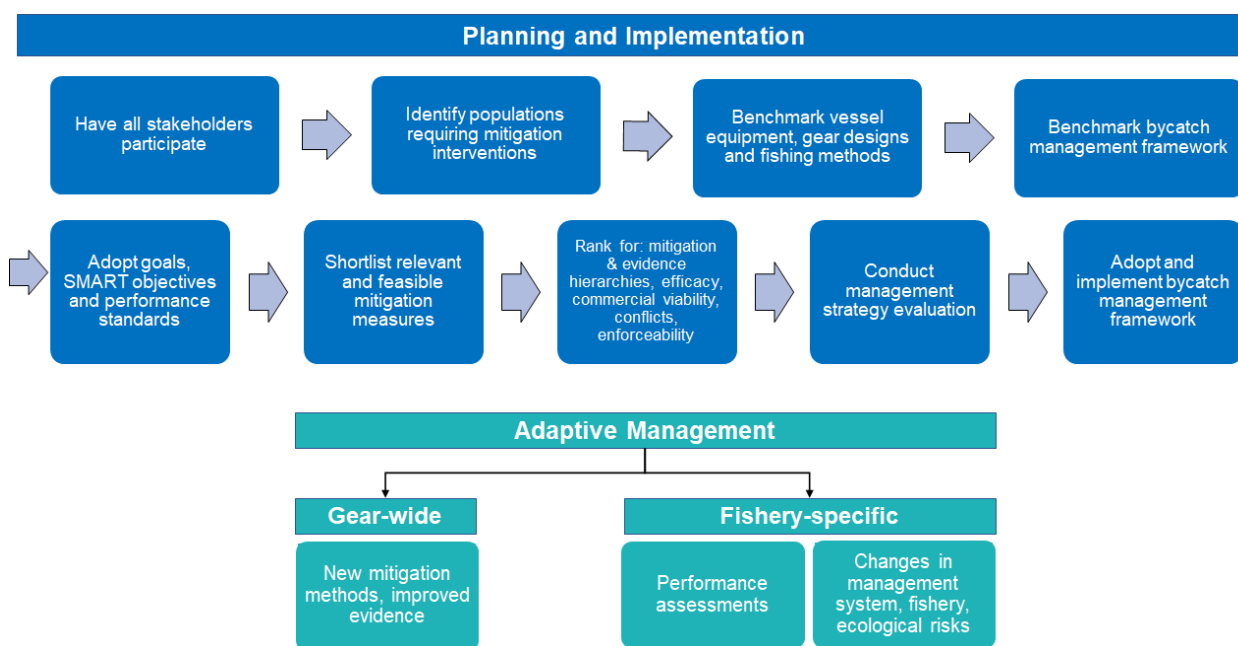 Planning and Implementation
Have all stakeholders
participate
Identify populations
requiring mitigation
interventions
Benchmark vessel
equipment, gear designs
and fishing methods
Benchmark bycatch
management framework
Adopt goals,
SMART objectives
and performance
standards
Shortlist relevant
and feasible
mitigation
measures
Rank for: mitigation
& evidence
hierarchies, efficacy,
commercial viability,
conflicts,
enforceability
Conduct
management
strategy evaluation
Adopt and
implement bycatch
management
framework
Adaptive Management
Gear-wide
Fishery-specific
New mitigation
methods, improved
evidence
Performance
assessments
Changes in
management
system, fishery,
ecological risks